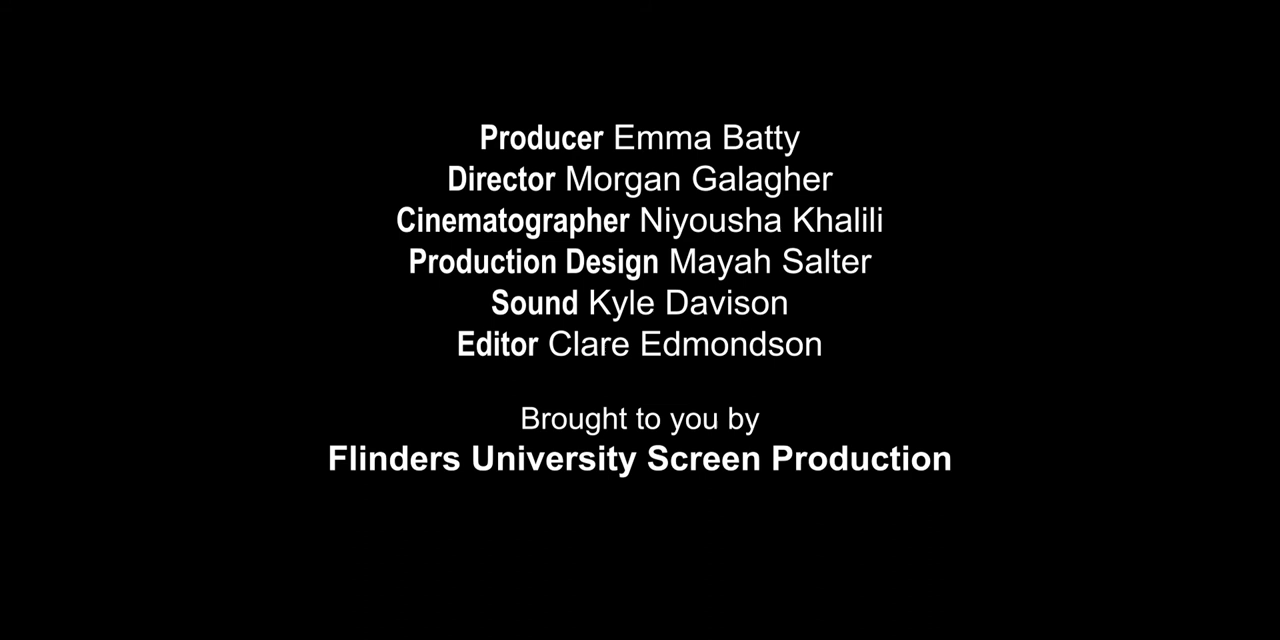 Producer Emma Batty
Director Morgan Galagher
Cinematographer Niyousha Khalili
Production Design Mayah Salter
Sound Kyle Davison
Editor Clare Edmondson
Brought to you by
Flinders University Screen Production